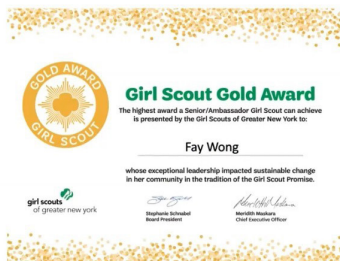 GOLD AWARD
GIRL SCOUT
Girl Scout Gold Award
The highest award a Senior/Ambassador Girl Scout can achieve
is presented by the Girl Scouts of Greater New York to:
Fay Wong
whose exceptional leadership impacted sustainable change
in her community in the tradition of the Girl Scout Promise.
girl scouts
of greater new york
Stephanie Schnabel
Board President
Meridith Maskara
Chief Executive Officer